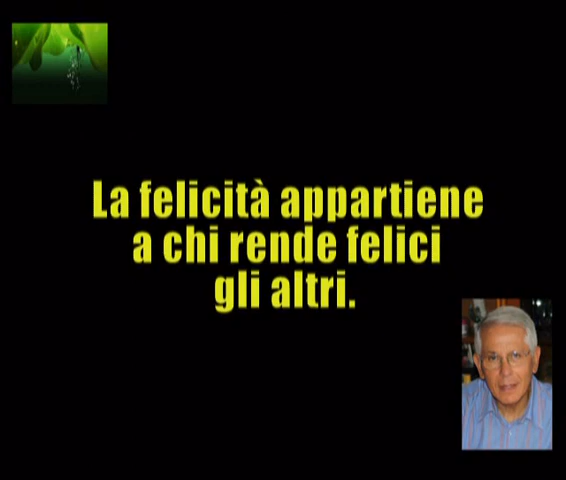 La felicità appartiene
a chi rende felici
gli altri.